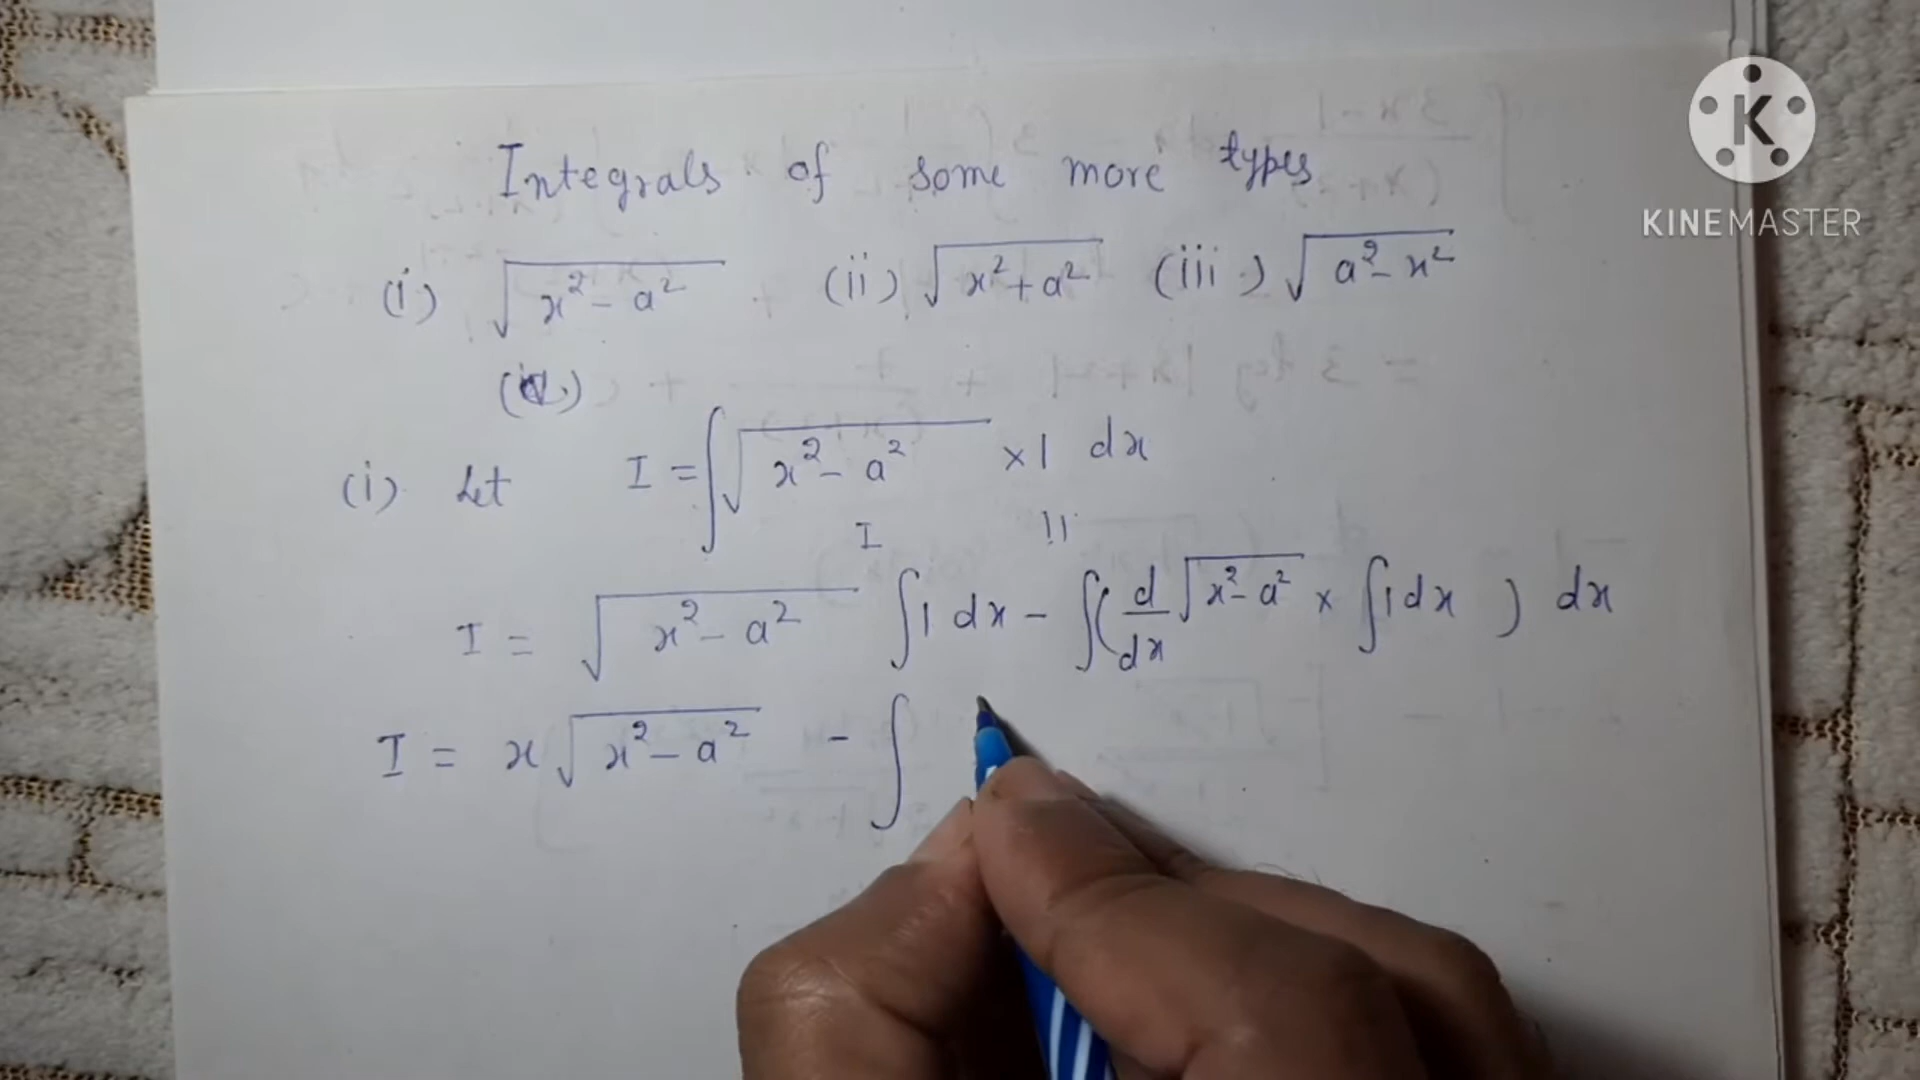 K
KINEMASTER
Integrals of some more types
(i) √(x² - a²) (ii) √(x² + a²) (iii) √(a² - x²)
(i) Let I = ∫√(x² - a²) × 1 dx
I II
I = √(x² - a²) ∫1 dx - ∫(d/dx √(x² - a²) × ∫1 dx) dx
I = x√(x² - a²) - ∫